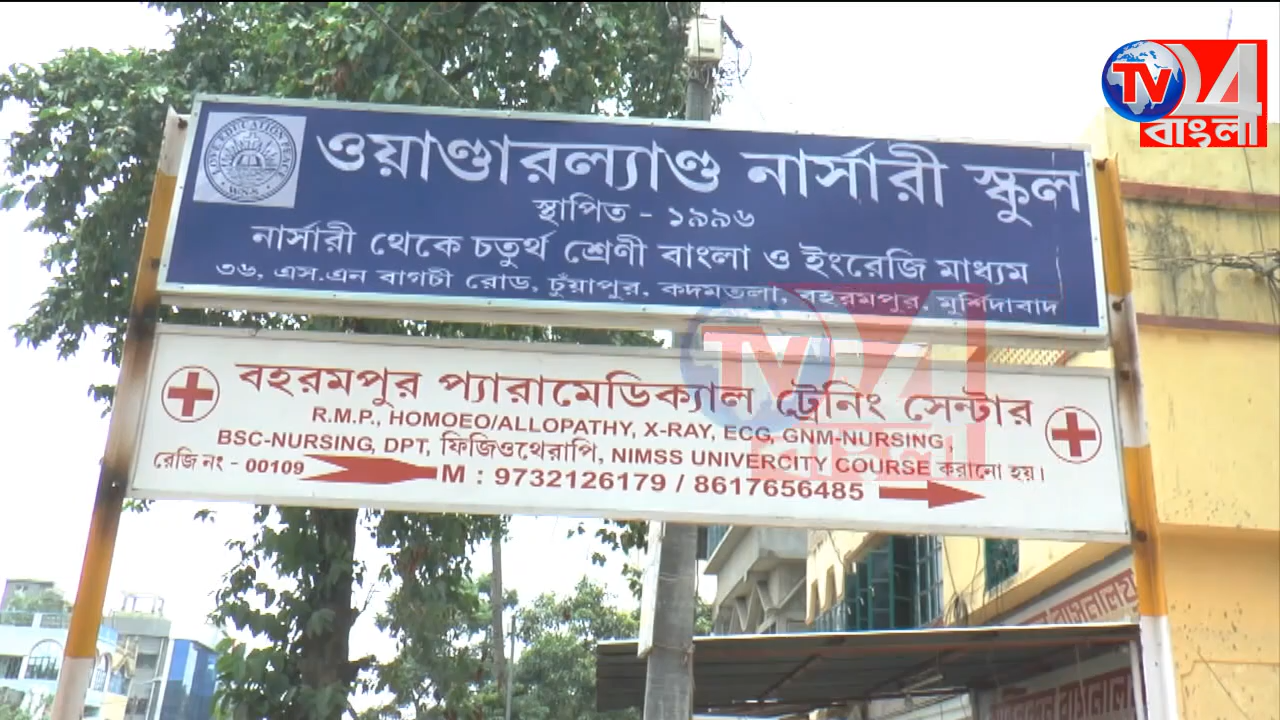 TV 24
বাংলা
ওয়াণ্ডারল্যাণ্ড নার্সারী স্কুল
স্থাপিত - ১৯৯৬
নার্সারী থেকে চতুর্থ শ্রেণী বাংলা ও ইংরেজি মাধ্যম
৩৬, এস.এন বাগচী রোড, চুঁয়াপুর, কদমতলা, বহরমপুর, মুর্শিদাবাদ
বহরমপুর প্যারামেডিক্যাল ট্রেনিং সেন্টার
R.M.P., HOMOEO/ALLOPATHY, X-RAY, ECG, GNM-NURSING,
BSC-NURSING, DPT, ফিজিওথেরাপি, NIMSS UNIVERCITY COURSE করানো হয়।
রেজি নং - 00109 M : 9732126179 / 8617656485